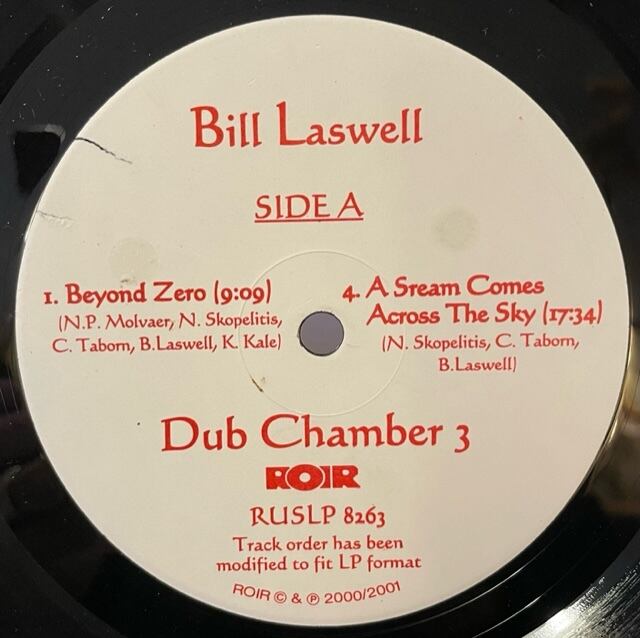 Bill Laswell
SIDE A
1. Beyond Zero (9:09)
(N.P. Molvaer, N. Skopelitis,
C. Taborn, B.Laswell, K. Kale)
4. A Sream Comes
Across The Sky (17:34)
(N. Skopelitis, C. Taborn,
B.Laswell)
Dub Chamber 3
ROIR
RUSLP 8263
Track order has been
modified to fit LP format
ROIR © & ℗ 2000/2001